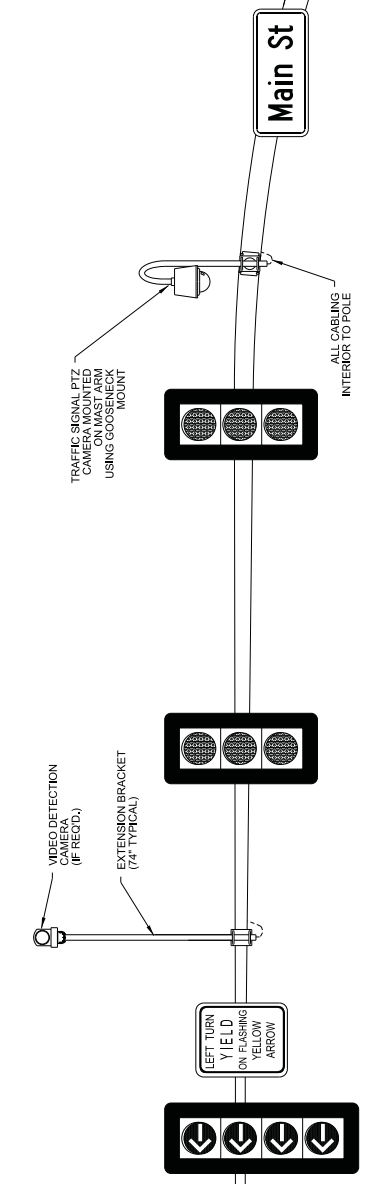 VIDEO DETECTION
CAMERA
(IF REQ'D.)
EXTENSION BRACKET
(74" TYPICAL)
LEFT TURN
YIELD
ON FLASHING
YELLOW
ARROW
TRAFFIC SIGNAL PTZ
CAMERA MOUNTED
ON MAST ARM
USING GOOSENECK
MOUNT
ALL CABLING
INTERIOR TO POLE
Main St